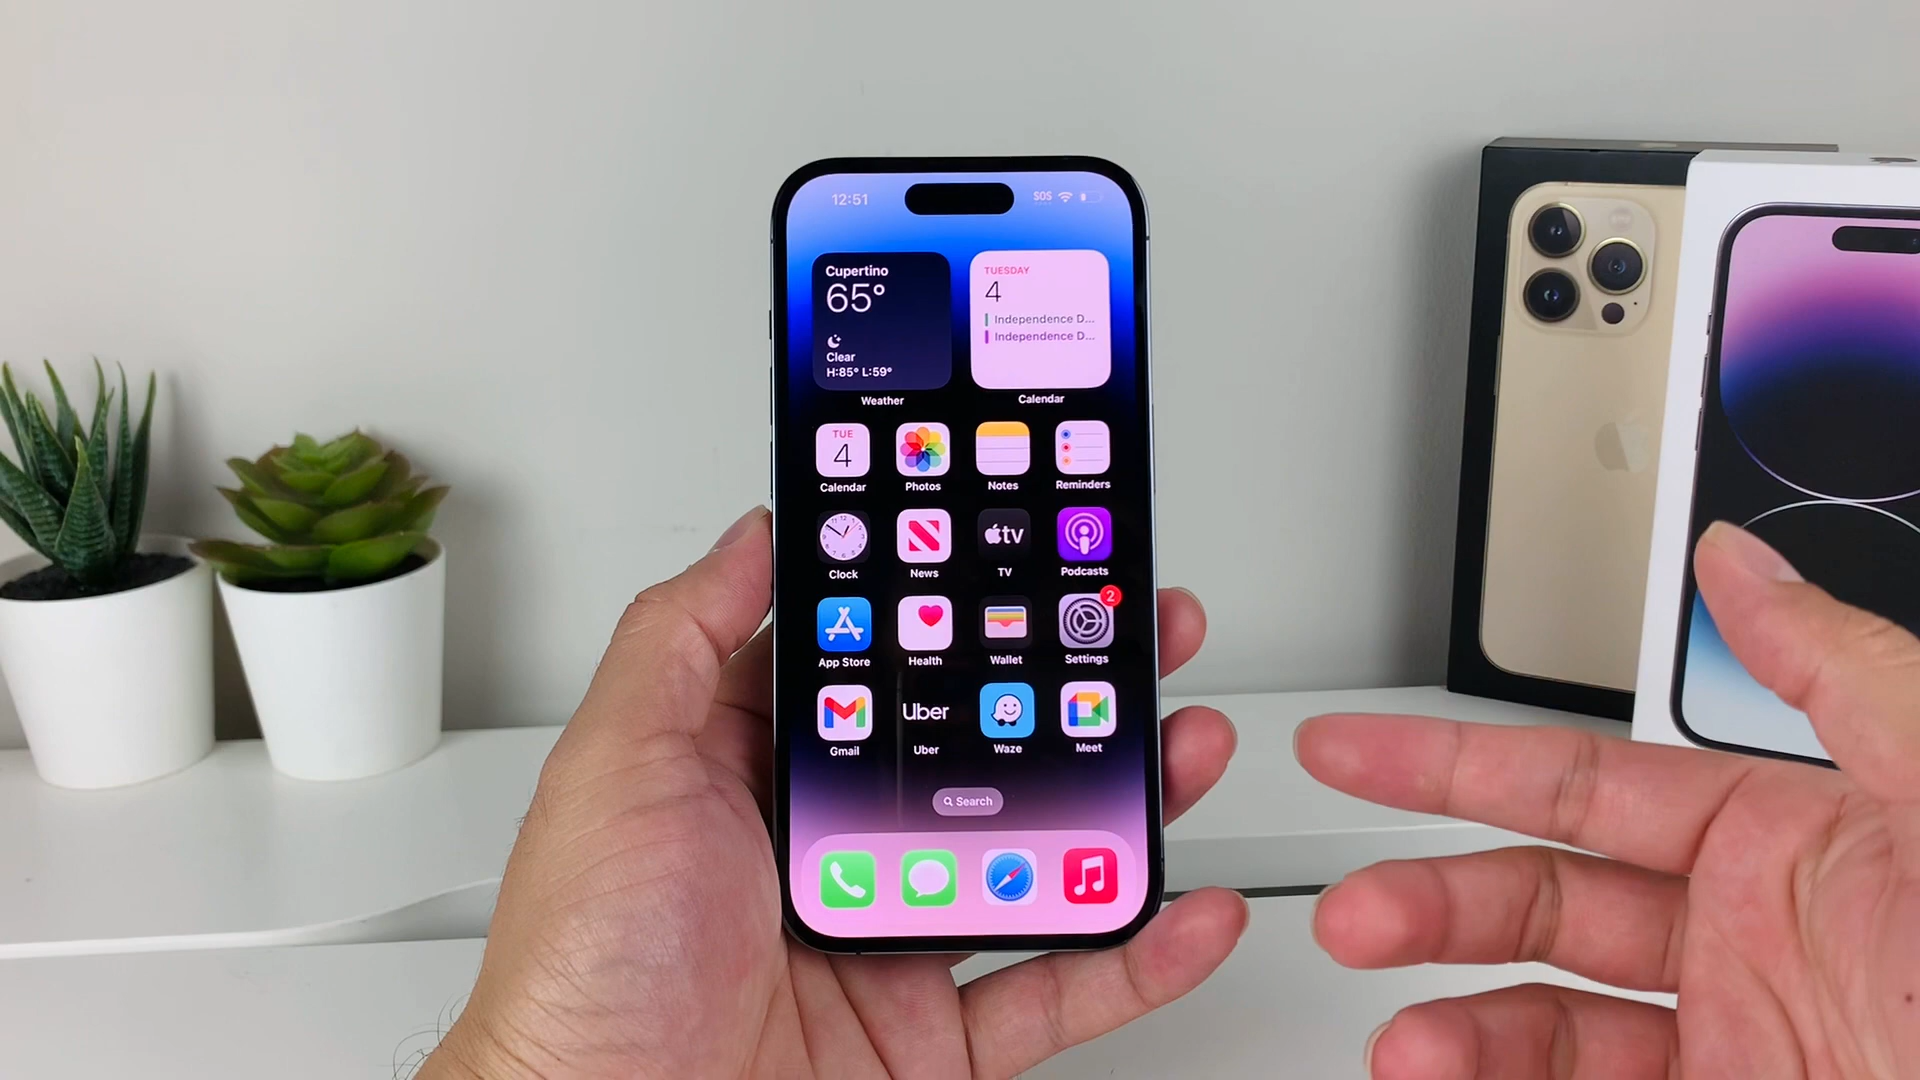 12:51
SOS
Cupertino
65°
Clear
H:85° L:59°
Weather
TUESDAY
4
Independence D...
Independence D...
Calendar
TUE
4
Calendar
Photos
Notes
Reminders
Clock
News
tv
TV
Podcasts
App Store
Health
Wallet
2
Settings
Gmail
Uber
Uber
Waze
Meet
Search